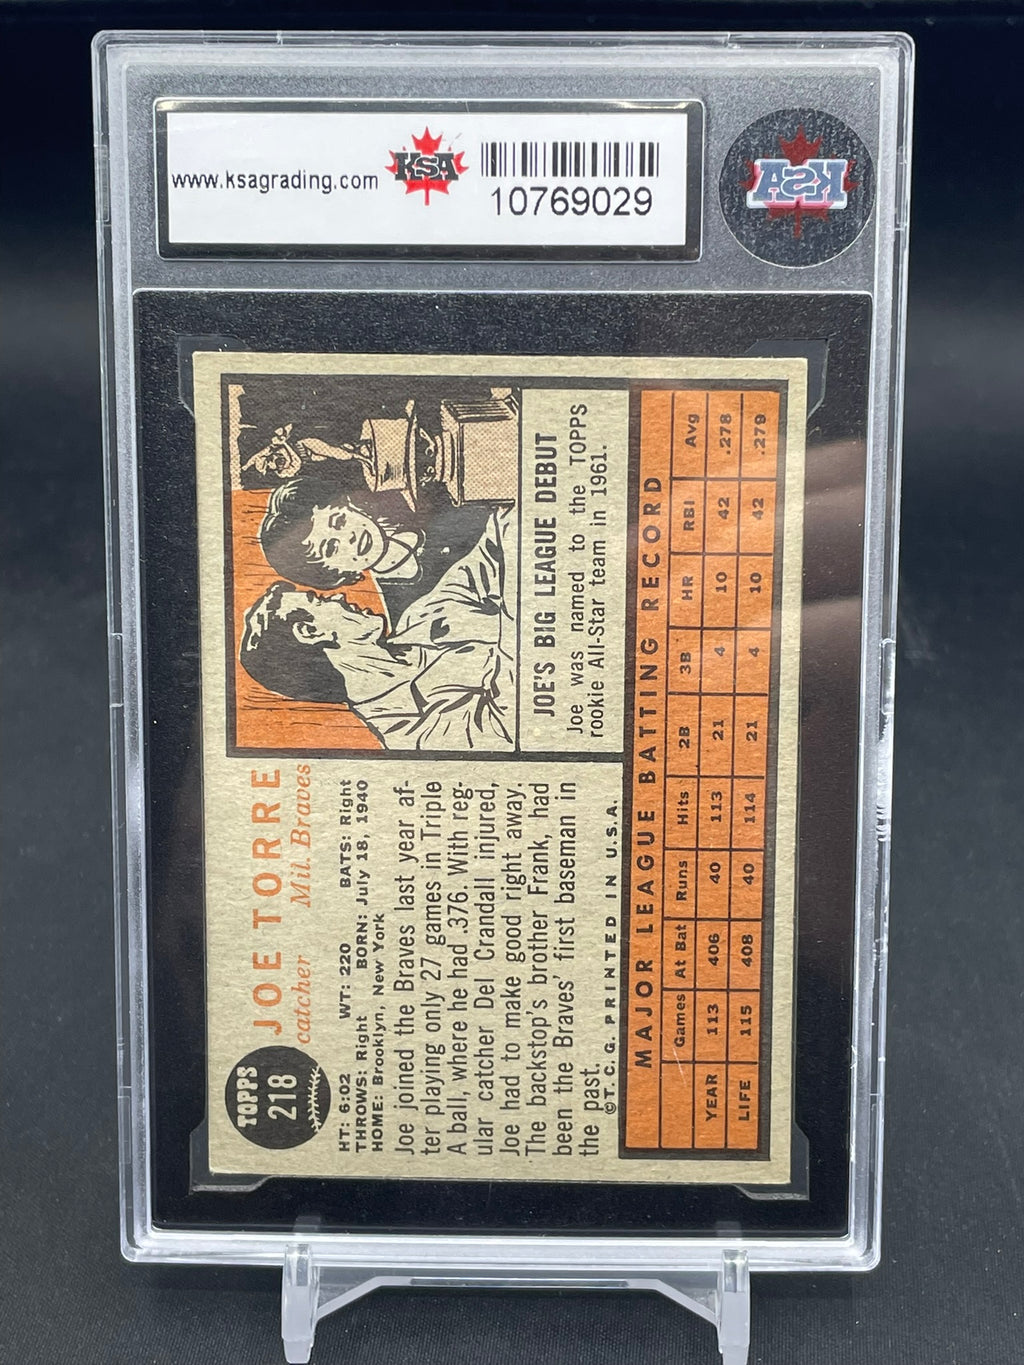 www.ksagrading.com
KSA
10769029
KSA
TOPPS
218
JOE TORRE
catcher Mil. Braves
HT: 6:02 WT: 220 BATS: Right
THROWS: Right BORN: July 18, 1940
HOME: Brooklyn, New York
Joe joined the Braves last year af-
ter playing only 27 games in Triple
A ball, where he had .376. With reg-
ular catcher Del Crandall injured,
Joe had to make good right away.
The backstop's brother Frank, had
been the Braves' first baseman in
the past.
©T. C. G. PRINTED IN U.S.A.
JOE'S BIG LEAGUE DEBUT
Joe was named to the TOPPS
rookie All-Star team in 1961.
MAJOR LEAGUE BATTING RECORD
Games At Bat Runs Hits 2B 3B HR RBI Avg
YEAR 113 406 40 113 21 4 10 42 .278
LIFE 115 408 40 114 21 4 10 42 .279